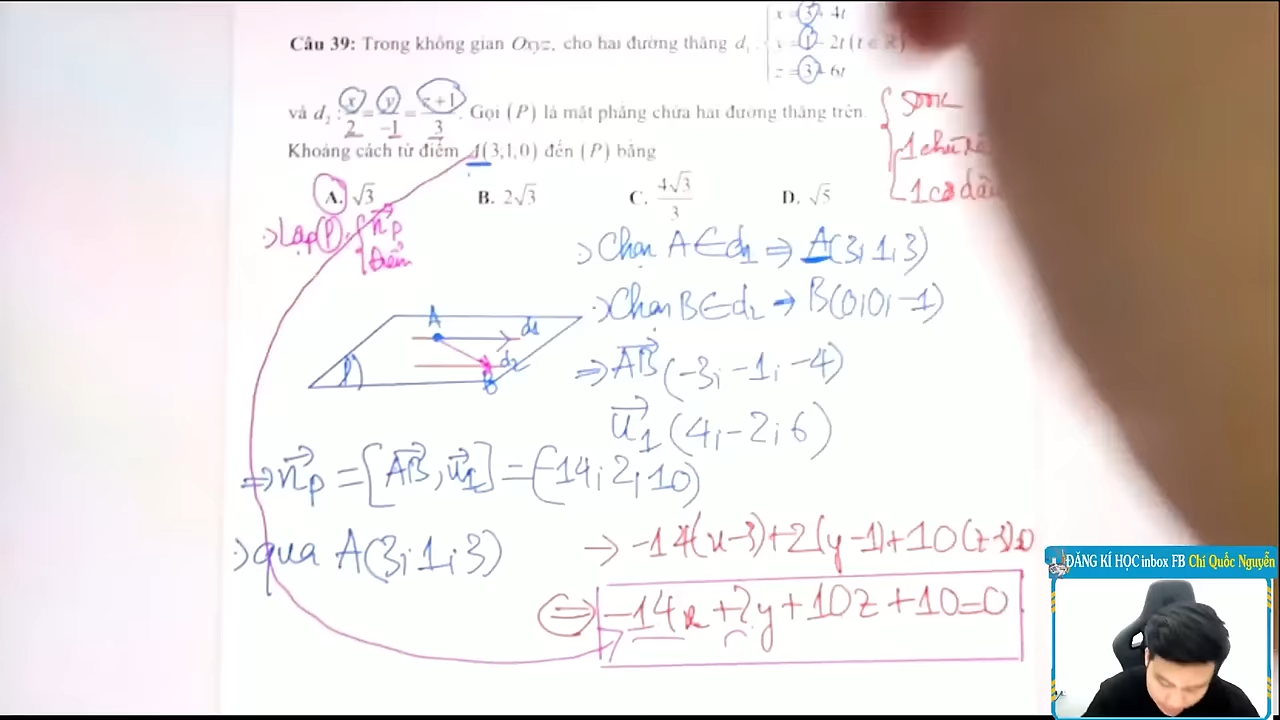 Câu 39: Trong không gian Oxyz, cho hai đường thẳng d₁: { x = 3 + 4t
y = 1 - 2t (t ∈ R)
z = 3 + 6t
và d₂: x/2 = y/-1 = z+1/3. Gọi (P) là mặt phẳng chứa hai đường thẳng trên.
Khoảng cách từ điểm A(3,1,0) đến (P) bằng
A. √3 B. 2√3 C. 4√3/3 D. √5
1 ca dầu
Lập (P): { n⃗p
điểm
Chọn A ∈ d1 ⇒ A(3; 1; 3)
Chọn B ∈ d2 → B(0; 0; -1)
A d1
d2
P) B
⇒ AB⃗ (-3; -1; -4)
u⃗1 (4; -2; 6)
⇒ n⃗p = [AB⃗, u⃗1] = (-14; 2; 10)
qua A(3; 1; 3)
→ -14(x-3)+2(y-1)+10(z-3)=0
⇔ -14x+2y+10z+10=0
ĐĂNG KÍ HỌC inbox FB Chí Quốc Nguyễn